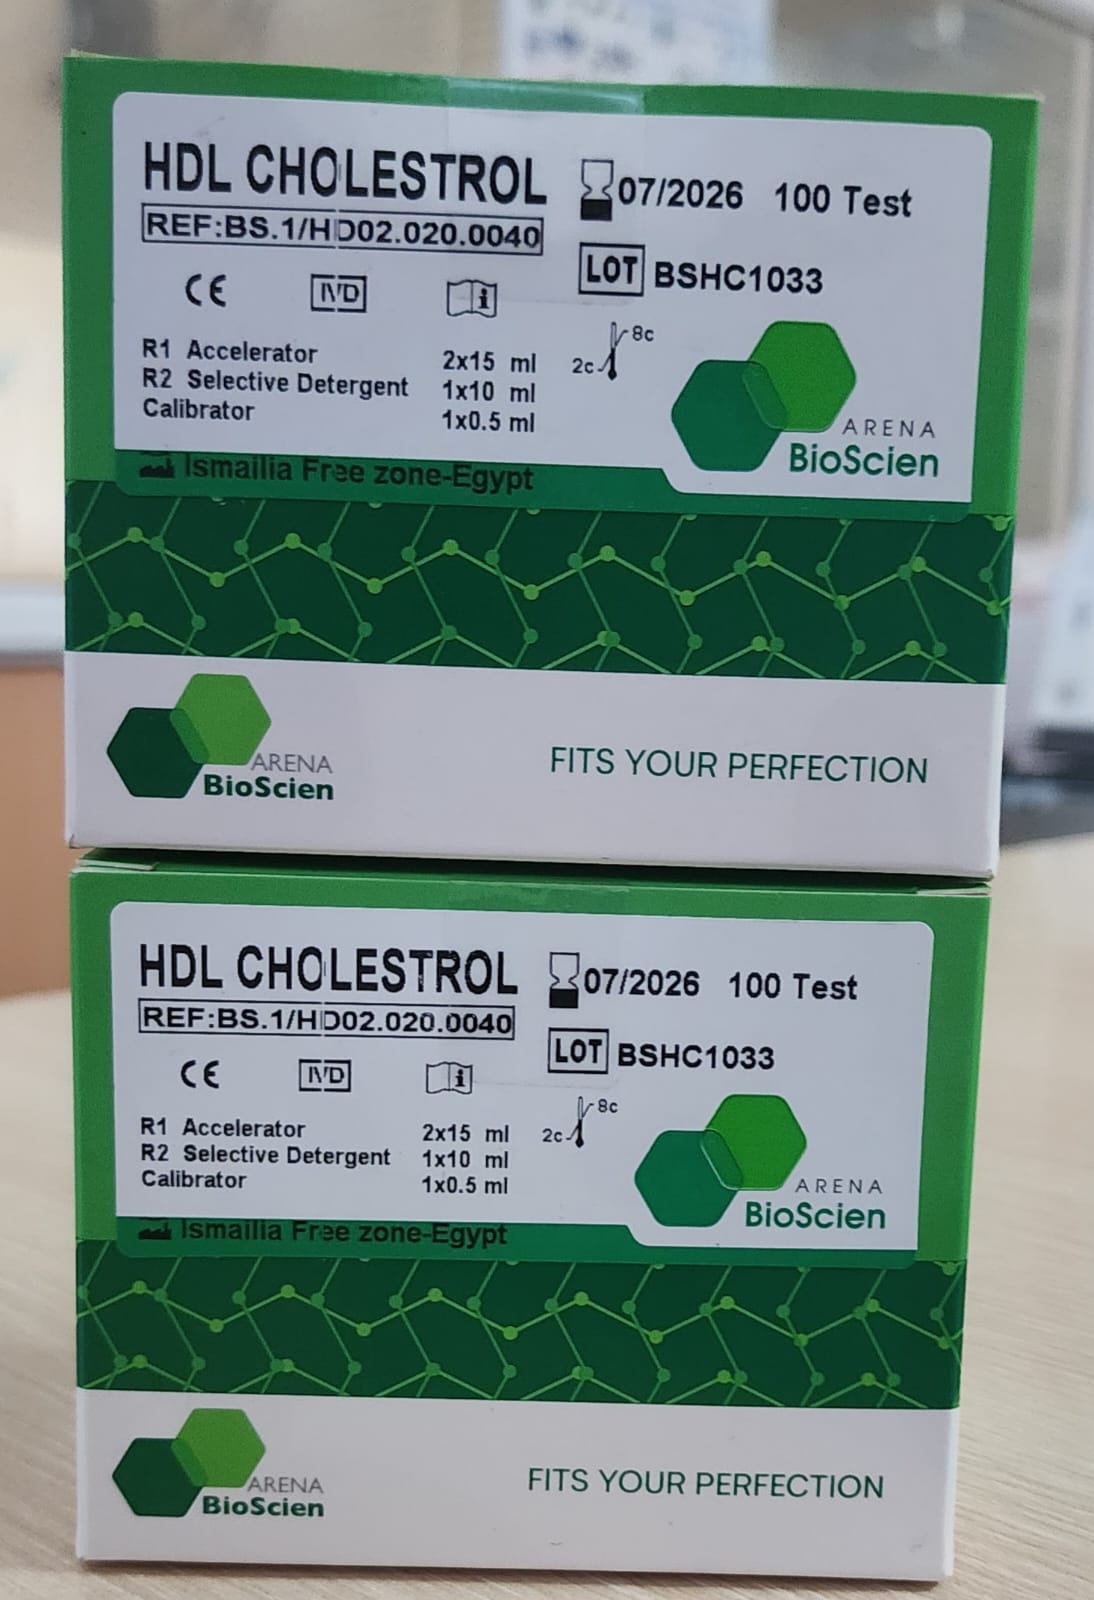 HDL CHOLESTROL
07/2026 100 Test
REF:BS.1/HD02.020.0040
LOT BSHC1033
CE IVD i
R1 Accelerator 2x15 ml
R2 Selective Detergent 1x10 ml
Calibrator 1x0.5 ml
2c 8c
ARENA
BioScien
Ismailia Free zone-Egypt
ARENA
BioScien
FITS YOUR PERFECTION
HDL CHOLESTROL
07/2026 100 Test
REF:BS.1/HD02.020.0040
LOT BSHC1033
CE IVD i
R1 Accelerator 2x15 ml
R2 Selective Detergent 1x10 ml
Calibrator 1x0.5 ml
2c 8c
ARENA
BioScien
Ismailia Free zone-Egypt
ARENA
BioScien
FITS YOUR PERFECTION